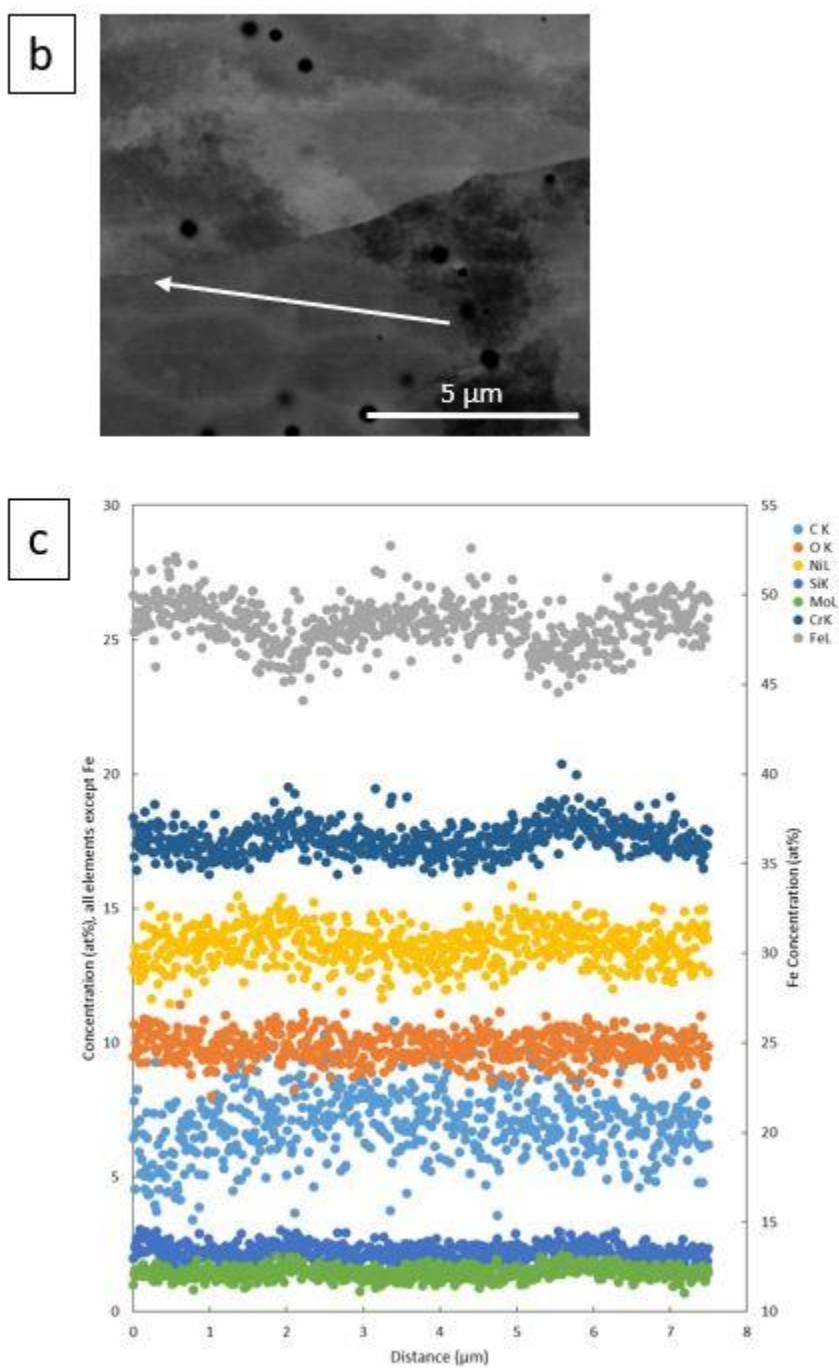 b
5 μm
c
30
25
20
15
10
5
0
Concentration (at%), all elements except Fe
0 1 2 3 4 5 6 7 8
Distance (μm)
55
50
45
40
35
30
25
20
15
10
Fe Concentration (at%)
C K
O K
NiL
SiK
MoL
CrK
FeL